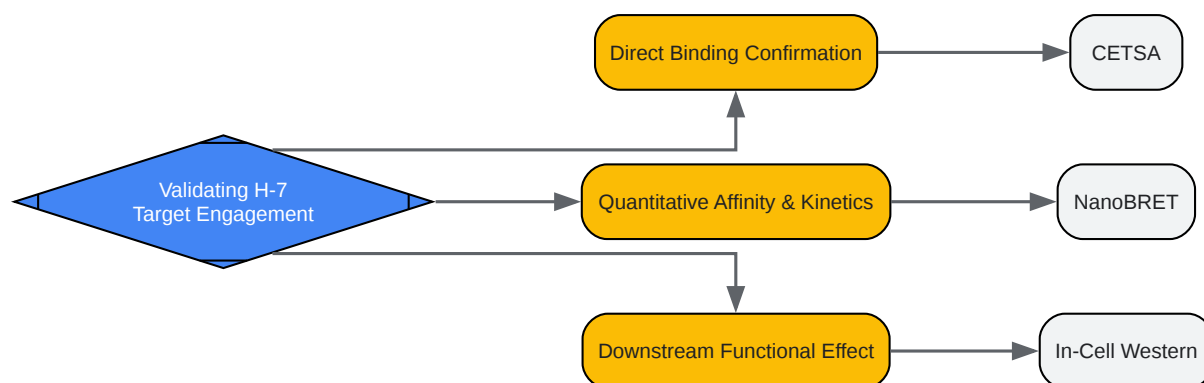 Direct Binding Confirmation
CETSA
Validating H-7
Target Engagement
Quantitative Affinity & Kinetics
NanoBRET
Downstream Functional Effect
In-Cell Western